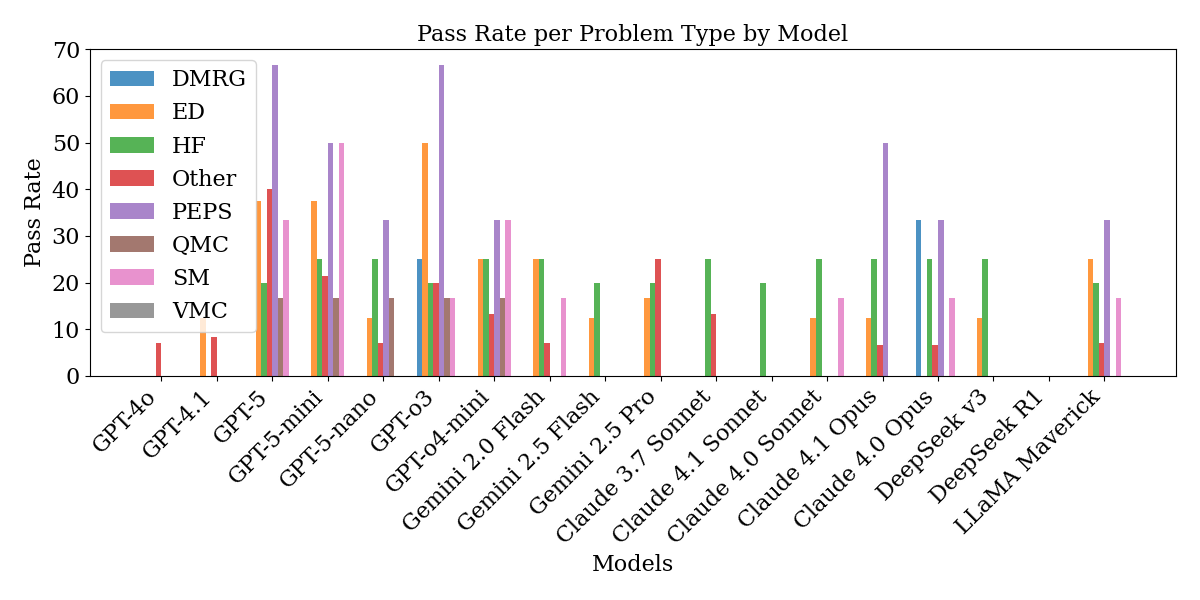 Pass Rate per Problem Type by Model
Pass Rate
70
60
50
40
30
20
10
0
DMRG
ED
HF
Other
PEPS
QMC
SM
VMC
GPT-4o
GPT-4.1
GPT-5
GPT-5-mini
GPT-5-nano
GPT-o3
GPT-o4-mini
Gemini 2.0 Flash
Gemini 2.5 Flash
Gemini 2.5 Pro
Claude 3.7 Sonnet
Claude 4.1 Sonnet
Claude 4.0 Sonnet
Claude 4.1 Opus
Claude 4.0 Opus
DeepSeek v3
DeepSeek R1
LLaMA Maverick
Models